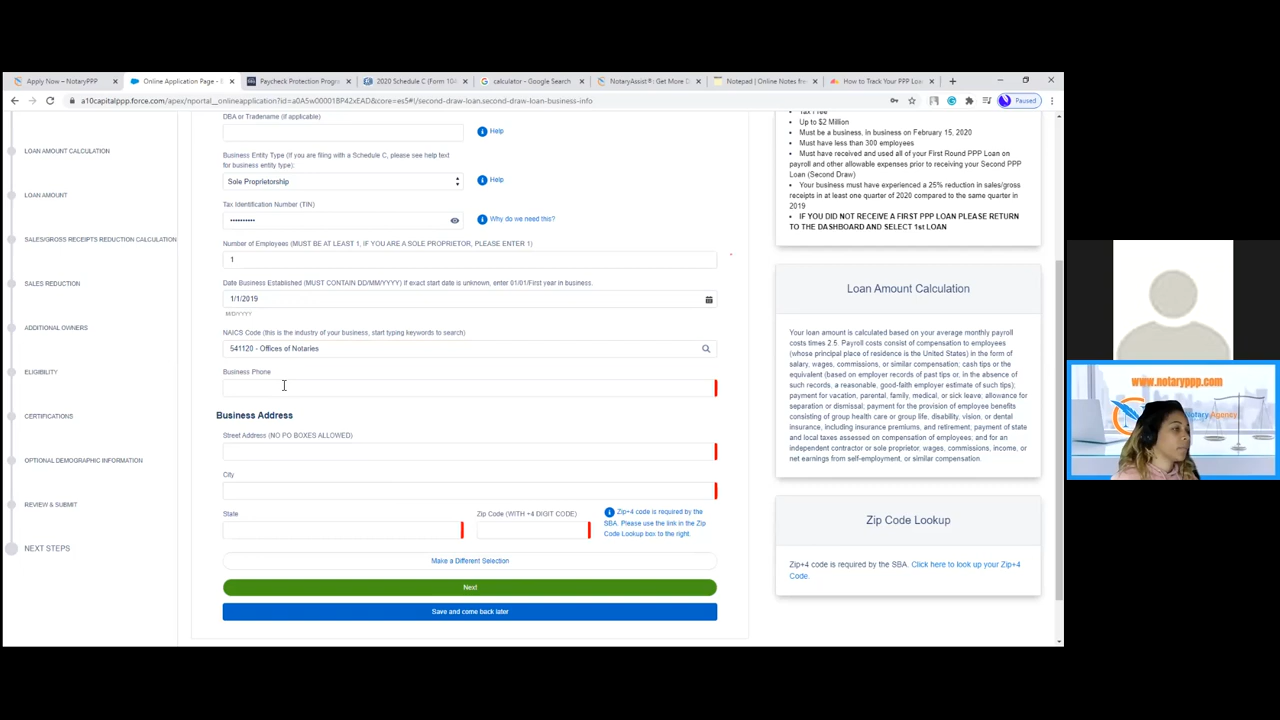 Apply Now – NotaryPPP
Online Application Page - 
Paycheck Protection Progr
2020 Schedule C (Form 104
calculator - Google Search
NotaryAssist®: Get More D
Notepad | Online Notes fre
How to Track Your PPP Loa
a10capitalppp.force.com/apex/nportal__onlineapplication?id=a0A5w00001BP42xEAD&core=es5#!/second-draw-loan.second-draw-loan-business-info
Paused
LOAN AMOUNT CALCULATION
LOAN AMOUNT
SALES/GROSS RECEIPTS REDUCTION CALCULATION
SALES REDUCTION
ADDITIONAL OWNERS
ELIGIBILITY
CERTIFICATIONS
OPTIONAL DEMOGRAPHIC INFORMATION
REVIEW & SUBMIT
NEXT STEPS
DBA or Tradename (if applicable)
Help
Business Entity Type (If you are filing with a Schedule C, please see help text
for business entity type):
Sole Proprietorship
Help
Tax Identification Number (TIN)
Why do we need this?
Number of Employees (MUST BE AT LEAST 1, IF YOU ARE A SOLE PROPRIETOR, PLEASE ENTER 1)
1
Date Business Established (MUST CONTAIN DD/MM/YYYY) If exact start date is unknown, enter 01/01/First year in business.
1/1/2019
M/D/YYYY
NAICS Code (this is the industry of your business, start typing keywords to search)
541120 - Offices of Notaries
Business Phone
Business Address
Street Address (NO PO BOXES ALLOWED)
City
State
Zip Code (WITH +4 DIGIT CODE)
Zip+4 code is required by the
SBA. Please use the link in the Zip
Code Lookup box to the right.
Make a Different Selection
Next
Save and come back later
• Tax Free
• Up to $2 Million
• Must be a business, in business on February 15, 2020
• Must have less than 300 employees
• Must have received and used all of your First Round PPP Loan on
payroll and other allowable expenses prior to receiving your Second PPP
Loan (Second Draw)
• Your business must have experienced a 25% reduction in sales/gross
receipts in at least one quarter of 2020 compared to the same quarter in
2019
• IF YOU DID NOT RECEIVE A FIRST PPP LOAN PLEASE RETURN
TO THE DASHBOARD AND SELECT 1st LOAN
Loan Amount Calculation
Your loan amount is calculated based on your average monthly payroll
costs times 2.5. Payroll costs consist of compensation to employees
(whose principal place of residence is the United States) in the form of
salary, wages, commissions, or similar compensation; cash tips or the
equivalent (based on employer records of past tips or, in the absence of
such records, a reasonable, good-faith employer estimate of such tips);
payment for vacation, parental, family, medical, or sick leave; allowance for
separation or dismissal; payment for the provision of employee benefits
consisting of group health care or group life, disability, vision, or dental
insurance, including insurance premiums, and retirement; payment of state
and local taxes assessed on compensation of employees; and for an
independent contractor or sole proprietor, wages, commissions, income, or
net earnings from self-employment, or similar compensation.
Zip Code Lookup
Zip+4 code is required by the SBA. Click here to look up your Zip+4
Code.
www.notaryppp.com
Notary Agency